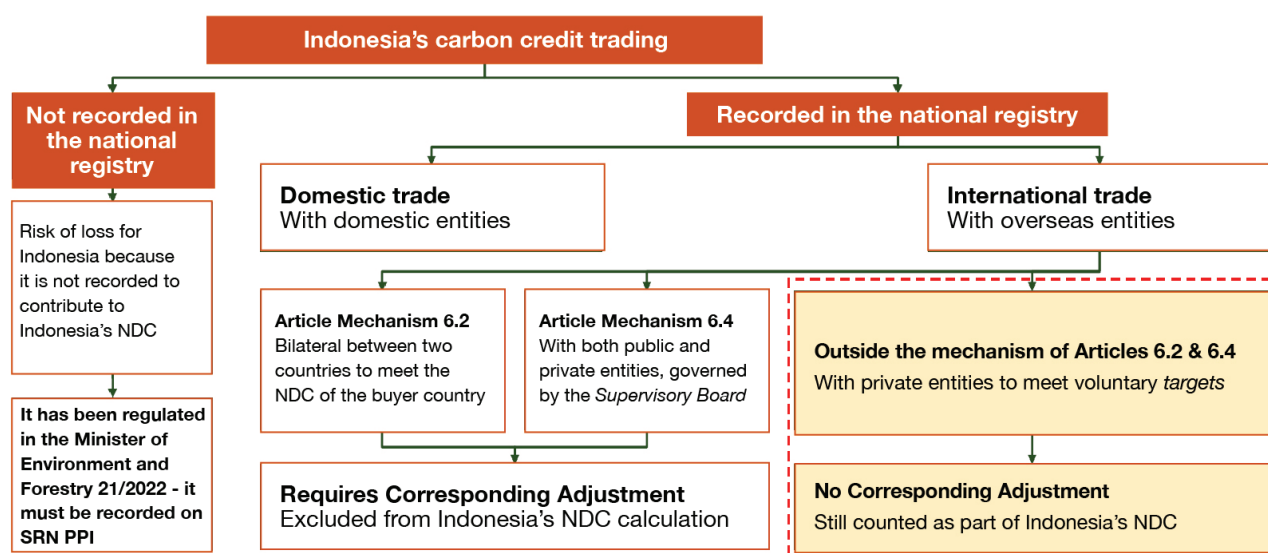 Indonesia's carbon credit trading
Not recorded in
the national
registry
Recorded in the national registry
Risk of loss for
Indonesia because
it is not recorded to
contribute to
Indonesia's NDC
It has been regulated
in the Minister of
Environment and
Forestry 21/2022 - it
must be recorded on
SRN PPI
Domestic trade
With domestic entities
International trade
With overseas entities
Article Mechanism 6.2
Bilateral between two
countries to meet the
NDC of the buyer country
Article Mechanism 6.4
With both public and
private entities, governed
by the Supervisory Board
Outside the mechanism of Articles 6.2 & 6.4
With private entities to meet voluntary targets
Requires Corresponding Adjustment
Excluded from Indonesia's NDC calculation
No Corresponding Adjustment
Still counted as part of Indonesia's NDC